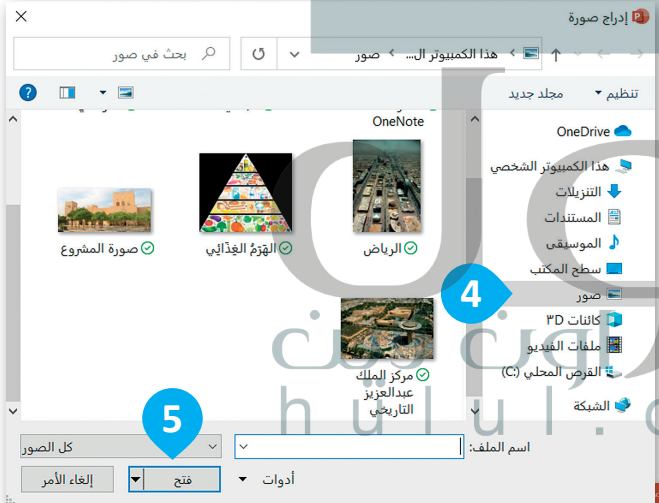 إدراج صورة
هذا الكمبيوتر ال... › صور
بحث في صور
تنظيم
مجلد جديد
OneDrive
هذا الكمبيوتر الشخصي
التنزيلات
المستندات
الموسيقى
سطح المكتب
صور
كائنات ٣D
ملفات الفيديو
القرص المحلي (C:)
الشبكة
OneNote
الرياض
الهَرَمُ الغِذَائِي
صورة المشروع
مركز الملك
عبدالعزيز
التاريخي
4
5
اسم الملف:
كل الصور
أدوات
فتح
إلغاء الأمر